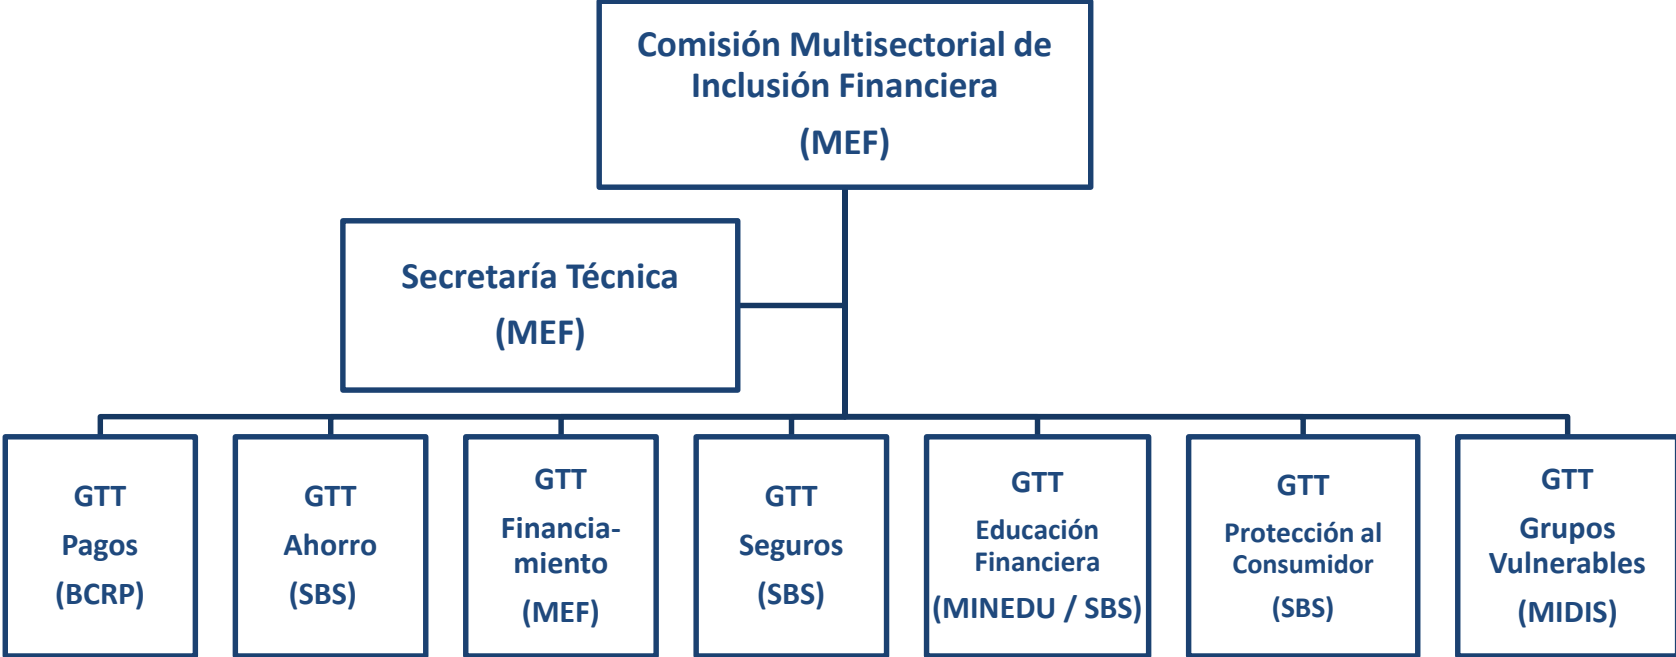 Comisión Multisectorial de
Inclusión Financiera
(MEF)
Secretaría Técnica
(MEF)
GTT
Pagos
(BCRP)
GTT
Ahorro
(SBS)
GTT
Financia-
miento
(MEF)
GTT
Seguros
(SBS)
GTT
Educación
Financiera
(MINEDU / SBS)
GTT
Protección al
Consumidor
(SBS)
GTT
Grupos
Vulnerables
(MIDIS)